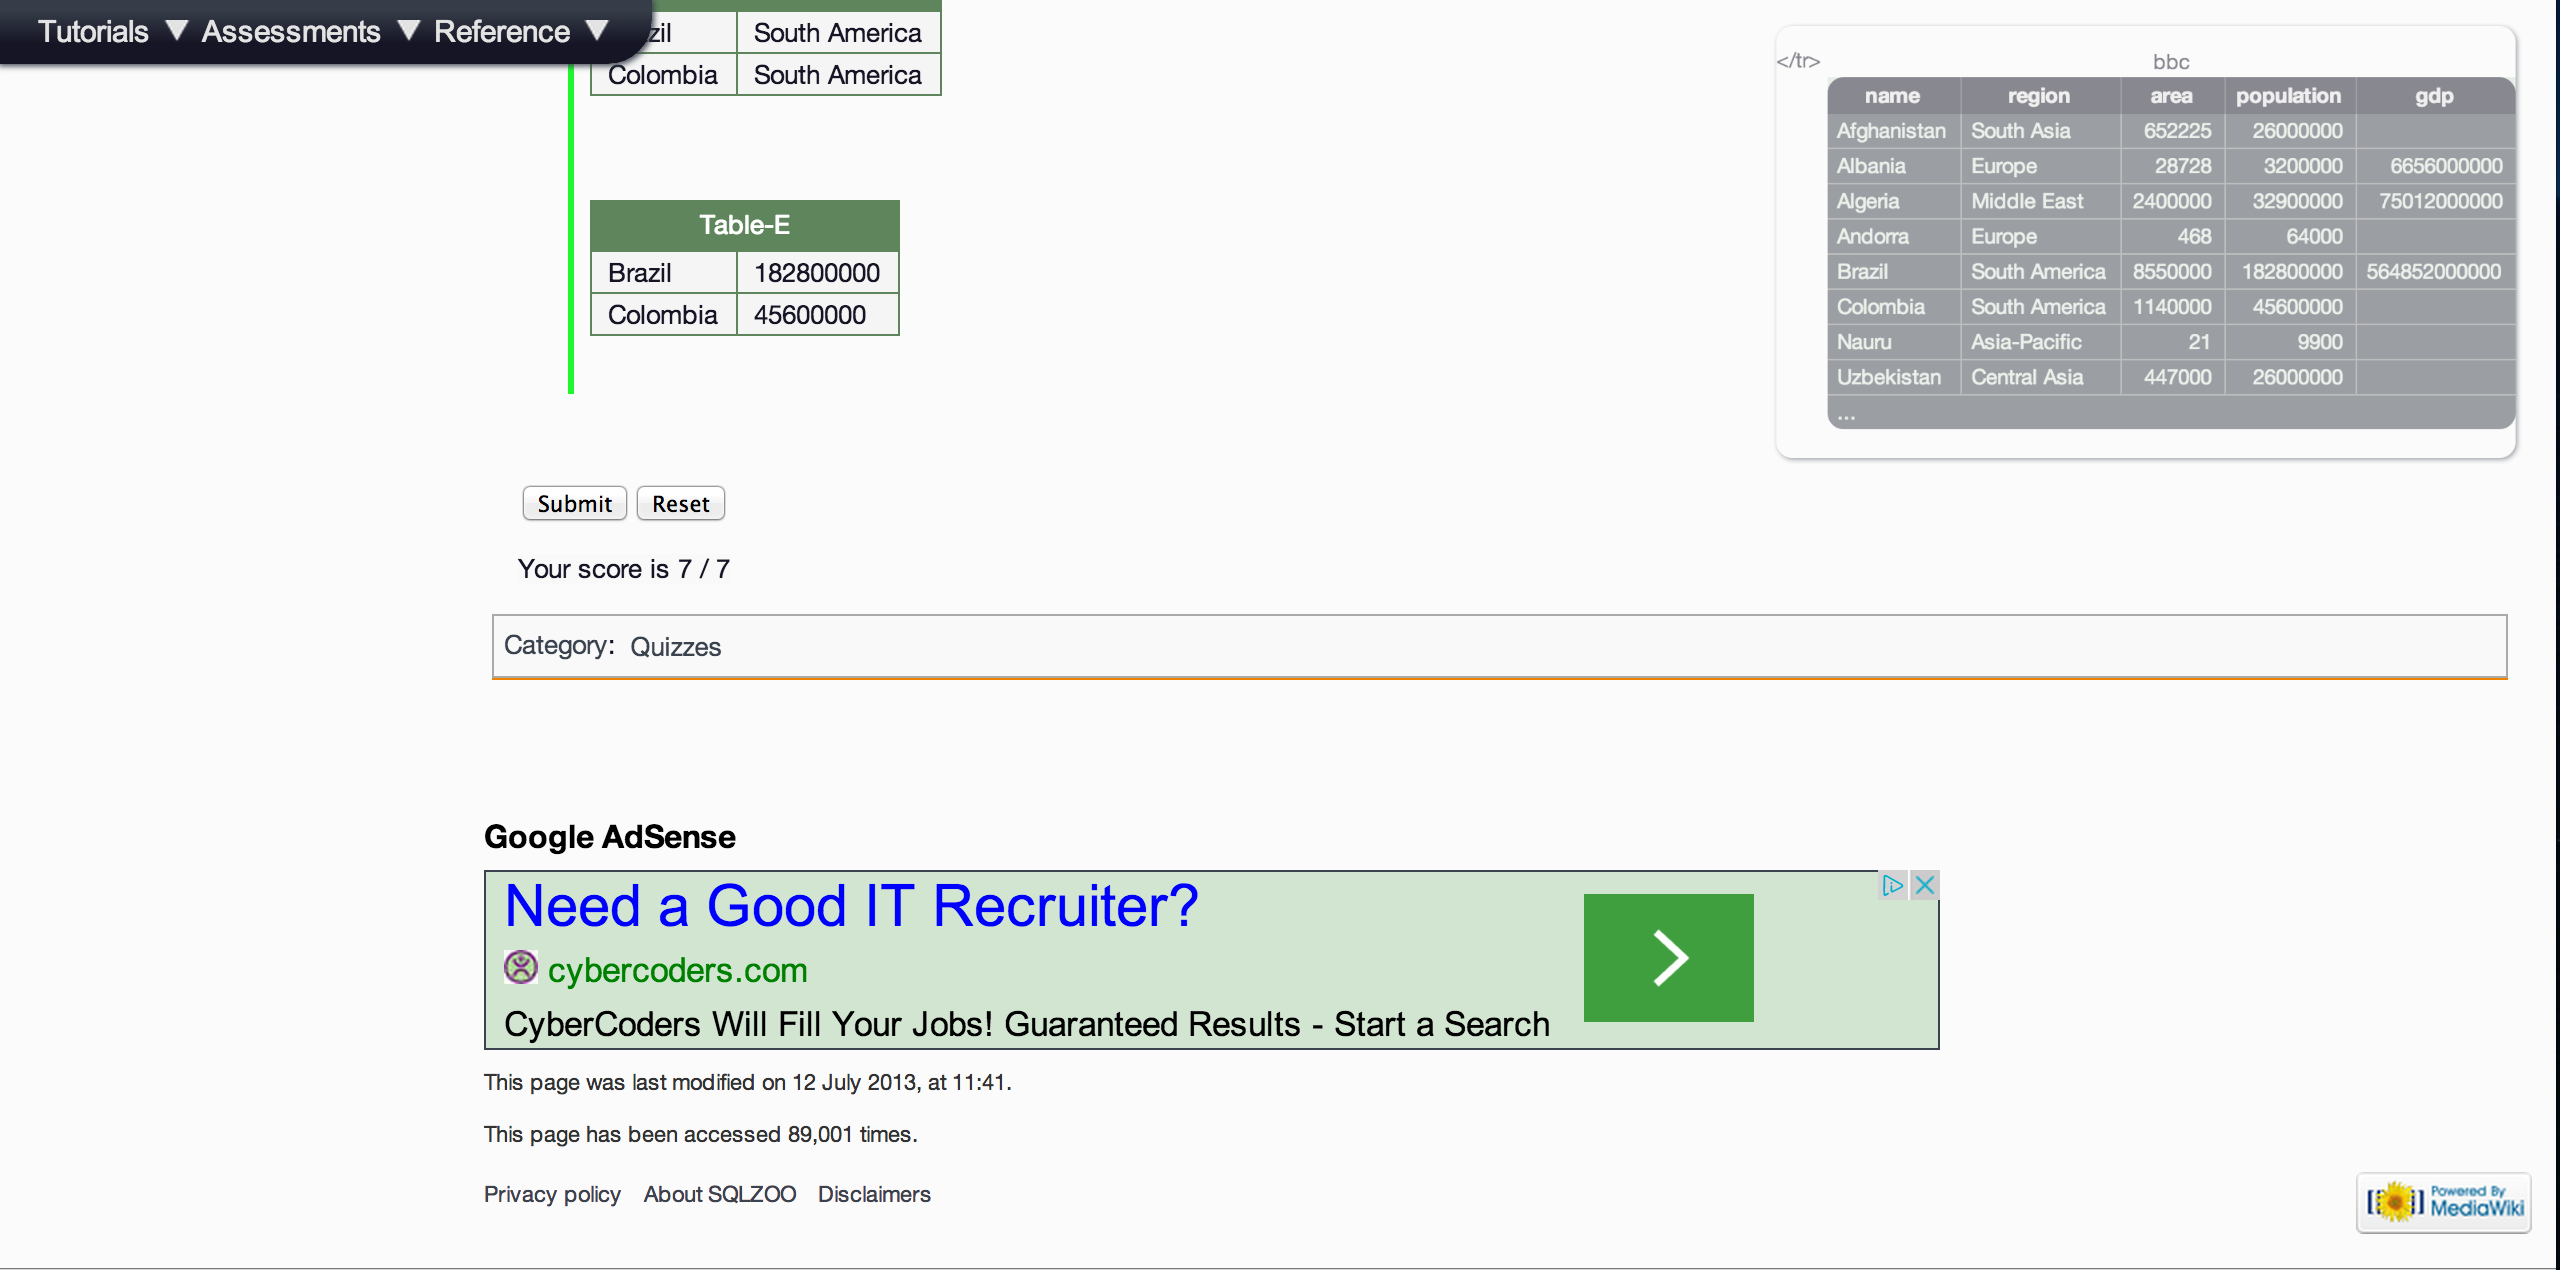 Tutorials ▼ Assessments ▼ Reference ▼
zil South America
Colombia South America
Table-E
Brazil 182800000
Colombia 45600000
Submit Reset
Your score is 7 / 7
Category: Quizzes
</tr>
bbc
name region area population gdp
Afghanistan South Asia 652225 26000000
Albania Europe 28728 3200000 6656000000
Algeria Middle East 2400000 32900000 75012000000
Andorra Europe 468 64000
Brazil South America 8550000 182800000 564852000000
Colombia South America 1140000 45600000
Nauru Asia-Pacific 21 9900
Uzbekistan Central Asia 447000 26000000
...
Google AdSense
Need a Good IT Recruiter?
cybercoders.com
CyberCoders Will Fill Your Jobs! Guaranteed Results - Start a Search
This page was last modified on 12 July 2013, at 11:41.
This page has been accessed 89,001 times.
Privacy policy About SQLZOO Disclaimers
Powered By
MediaWiki